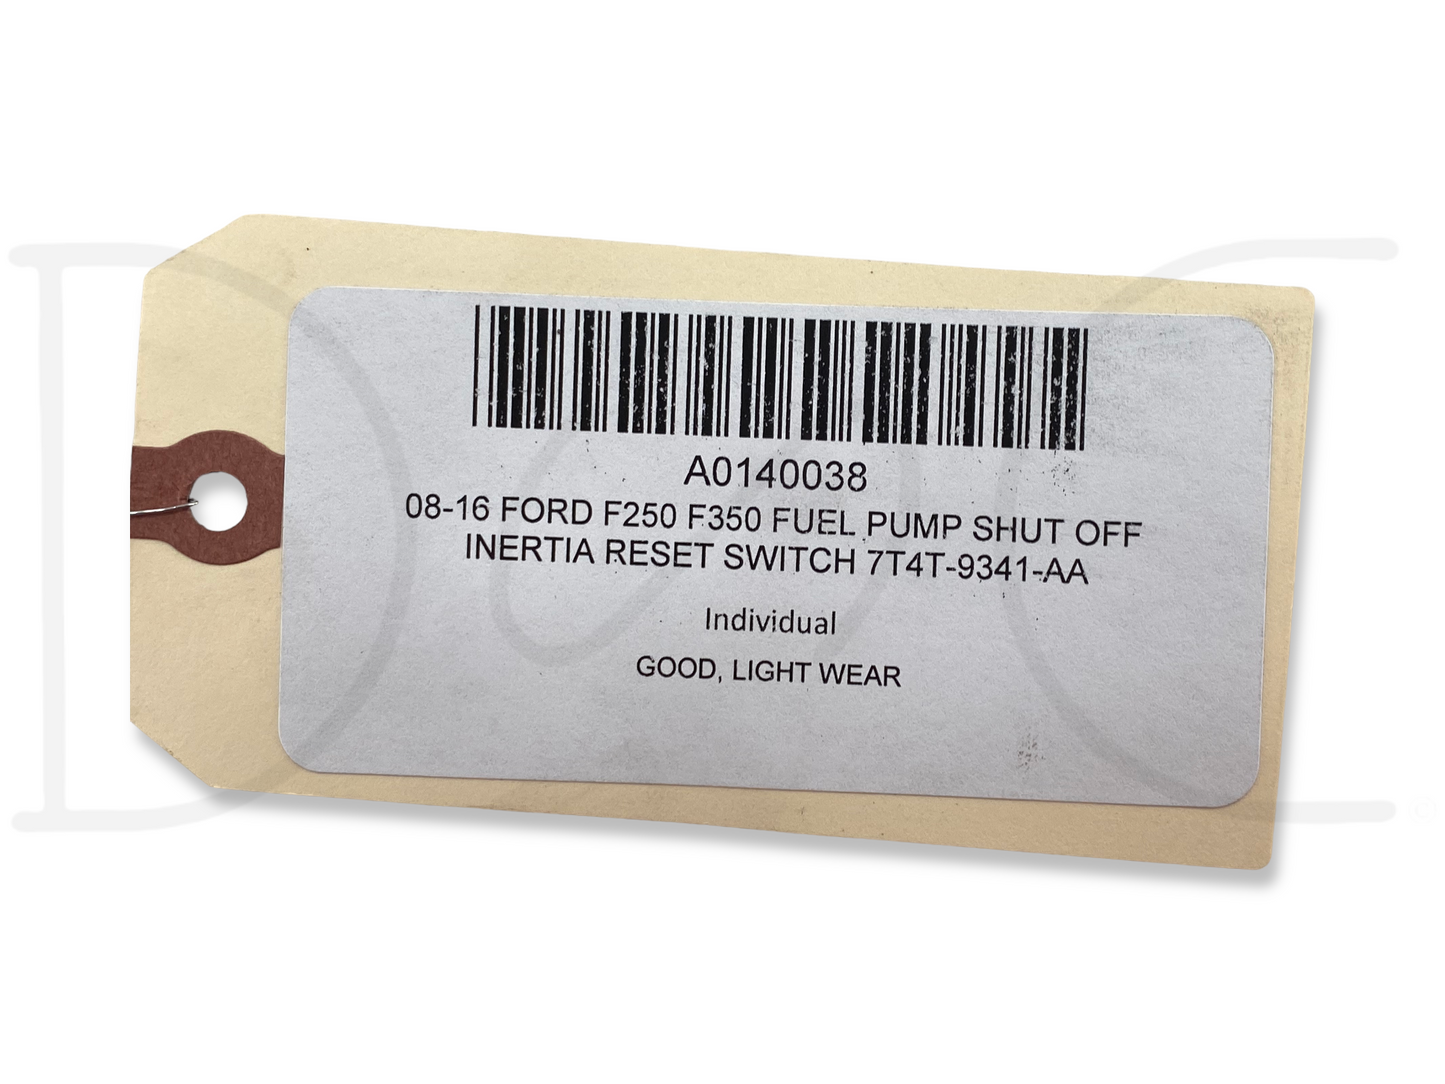 A0140038
08-16 FORD F250 F350 FUEL PUMP SHUT OFF
INERTIA RESET SWITCH 7T4T-9341-AA
Individual
GOOD, LIGHT WEAR